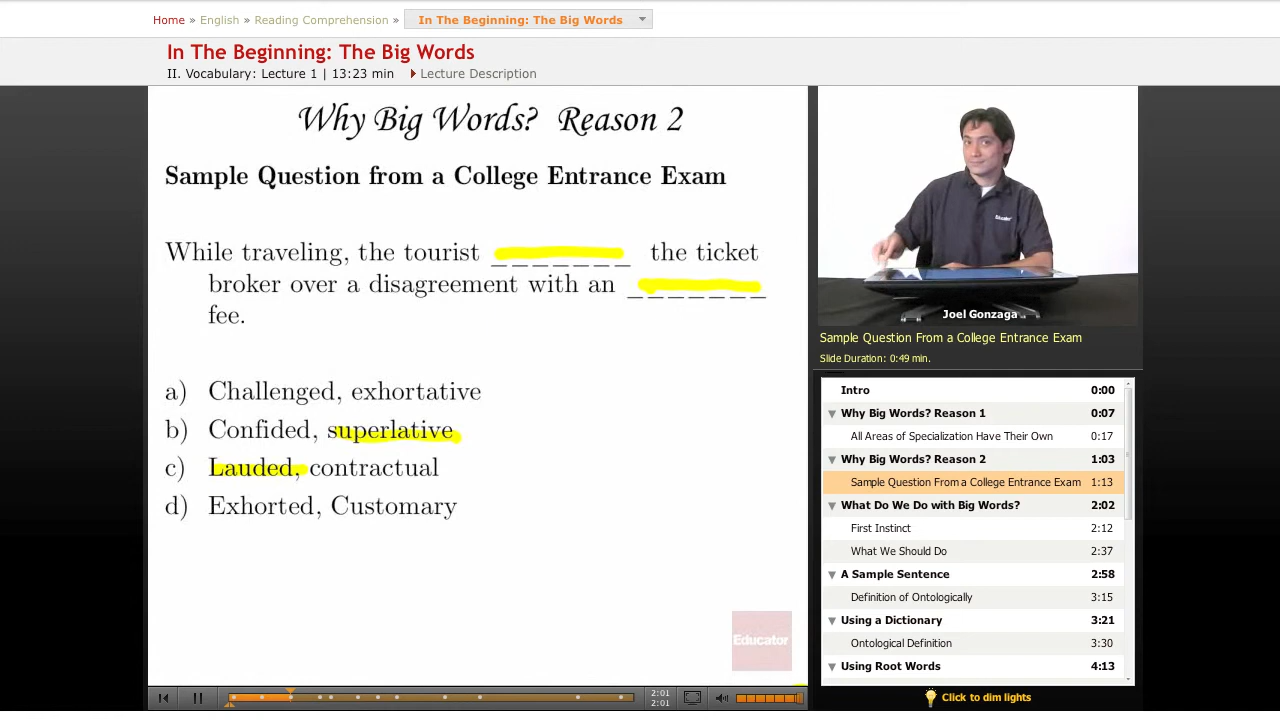 Home » English » Reading Comprehension » In The Beginning: The Big Words
In The Beginning: The Big Words
II. Vocabulary: Lecture 1 | 13:23 min Lecture Description
Why Big Words? Reason 2
Sample Question from a College Entrance Exam
While traveling, the tourist _______ the ticket
broker over a disagreement with an _______
fee.
a) Challenged, exhortative
b) Confided, superlative
c) Lauded, contractual
d) Exhorted, Customary
Educator
2:01
2:01
Joel Gonzaga
Sample Question From a College Entrance Exam
Slide Duration: 0:49 min.
Intro 0:00
Why Big Words? Reason 1 0:07
All Areas of Specialization Have Their Own 0:17
Why Big Words? Reason 2 1:03
Sample Question From a College Entrance Exam 1:13
What Do We Do with Big Words? 2:02
First Instinct 2:12
What We Should Do 2:37
A Sample Sentence 2:58
Definition of Ontologically 3:15
Using a Dictionary 3:21
Ontological Definition 3:30
Using Root Words 4:13
Click to dim lights